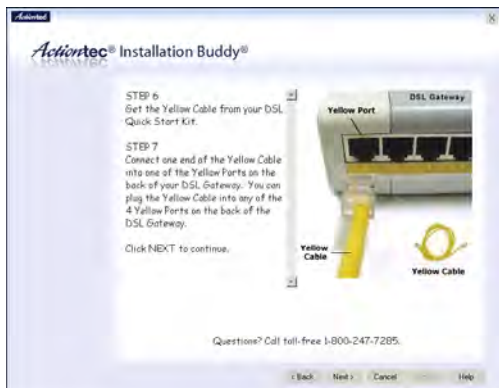 Actiontec
Actiontec® Installation Buddy®
STEP 6
Get the Yellow Cable from your DSL
Quick Start Kit.
STEP 7
Connect one end of the Yellow Cable
into one of the Yellow Ports on the
back of your DSL Gateway. You can
plug the Yellow Cable into any of the
4 Yellow Ports on the back of the
DSL Gateway.
Click NEXT to continue.
DSL Gateway
Yellow Port
Yellow
Cable
Yellow Cable
Questions? Call toll-free 1-800-247-7285.
< Back Next > Cancel Help